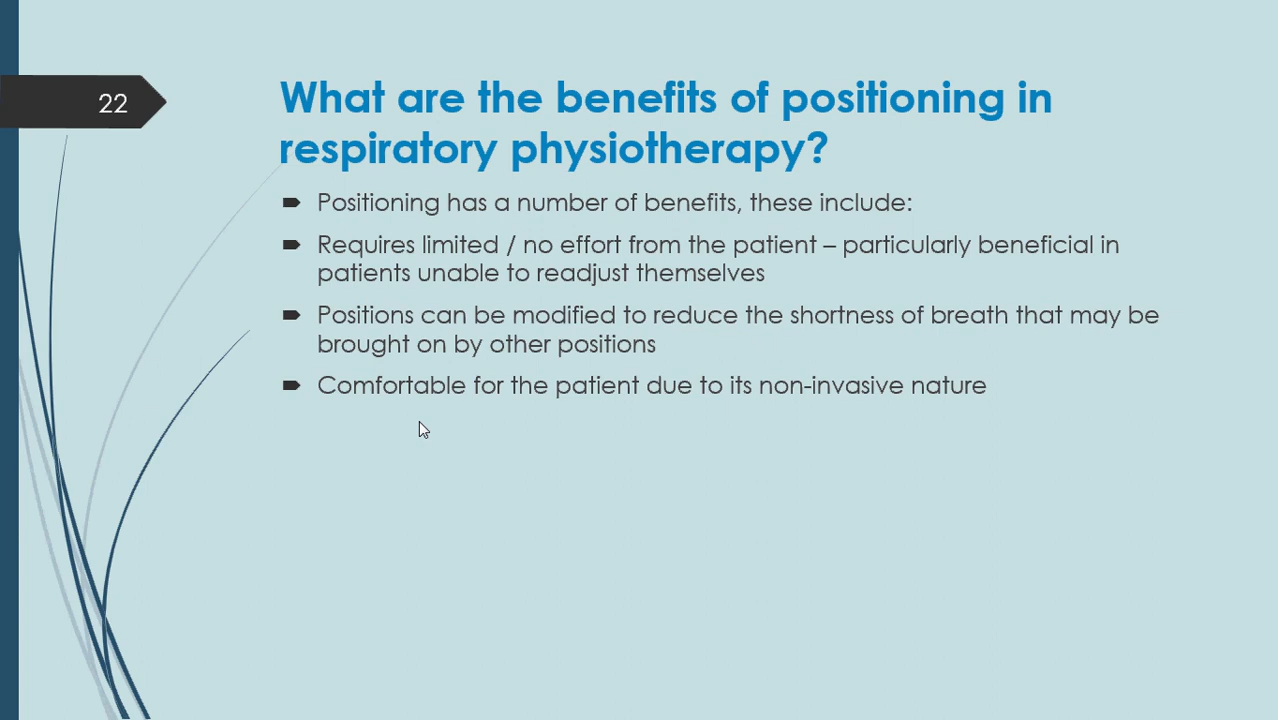 22
What are the benefits of positioning in
respiratory physiotherapy?
Positioning has a number of benefits, these include:
Requires limited / no effort from the patient – particularly beneficial in
patients unable to readjust themselves
Positions can be modified to reduce the shortness of breath that may be
brought on by other positions
Comfortable for the patient due to its non-invasive nature